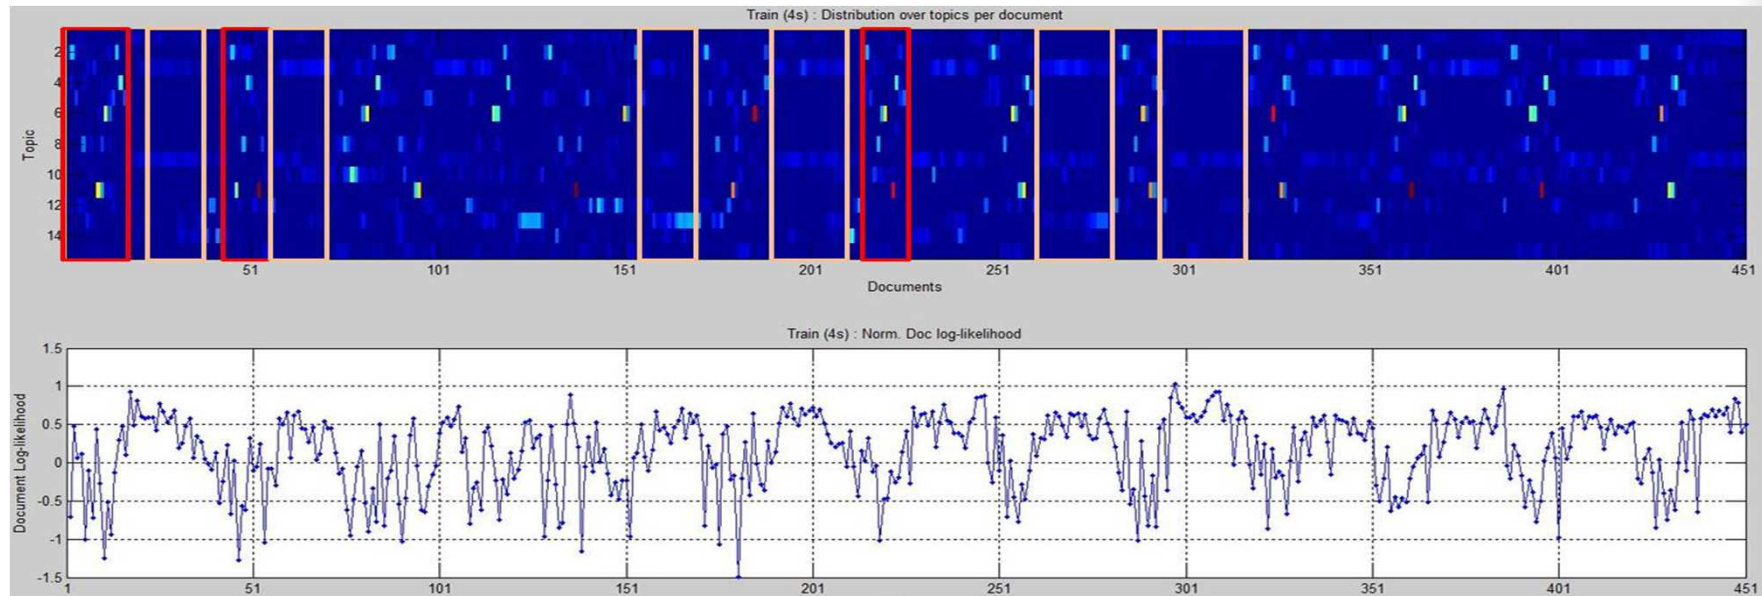 Train (4s) : Distribution over topics per document
Topic
2
4
6
8
10
12
14
51 101 151 201 251 301 351 401 451
Documents
Train (4s) : Norm. Doc log-likelihood
Document Log-likelihood
1.5
1
0.5
0
-0.5
-1
-1.5
1 51 101 151 201 251 301 351 401 451